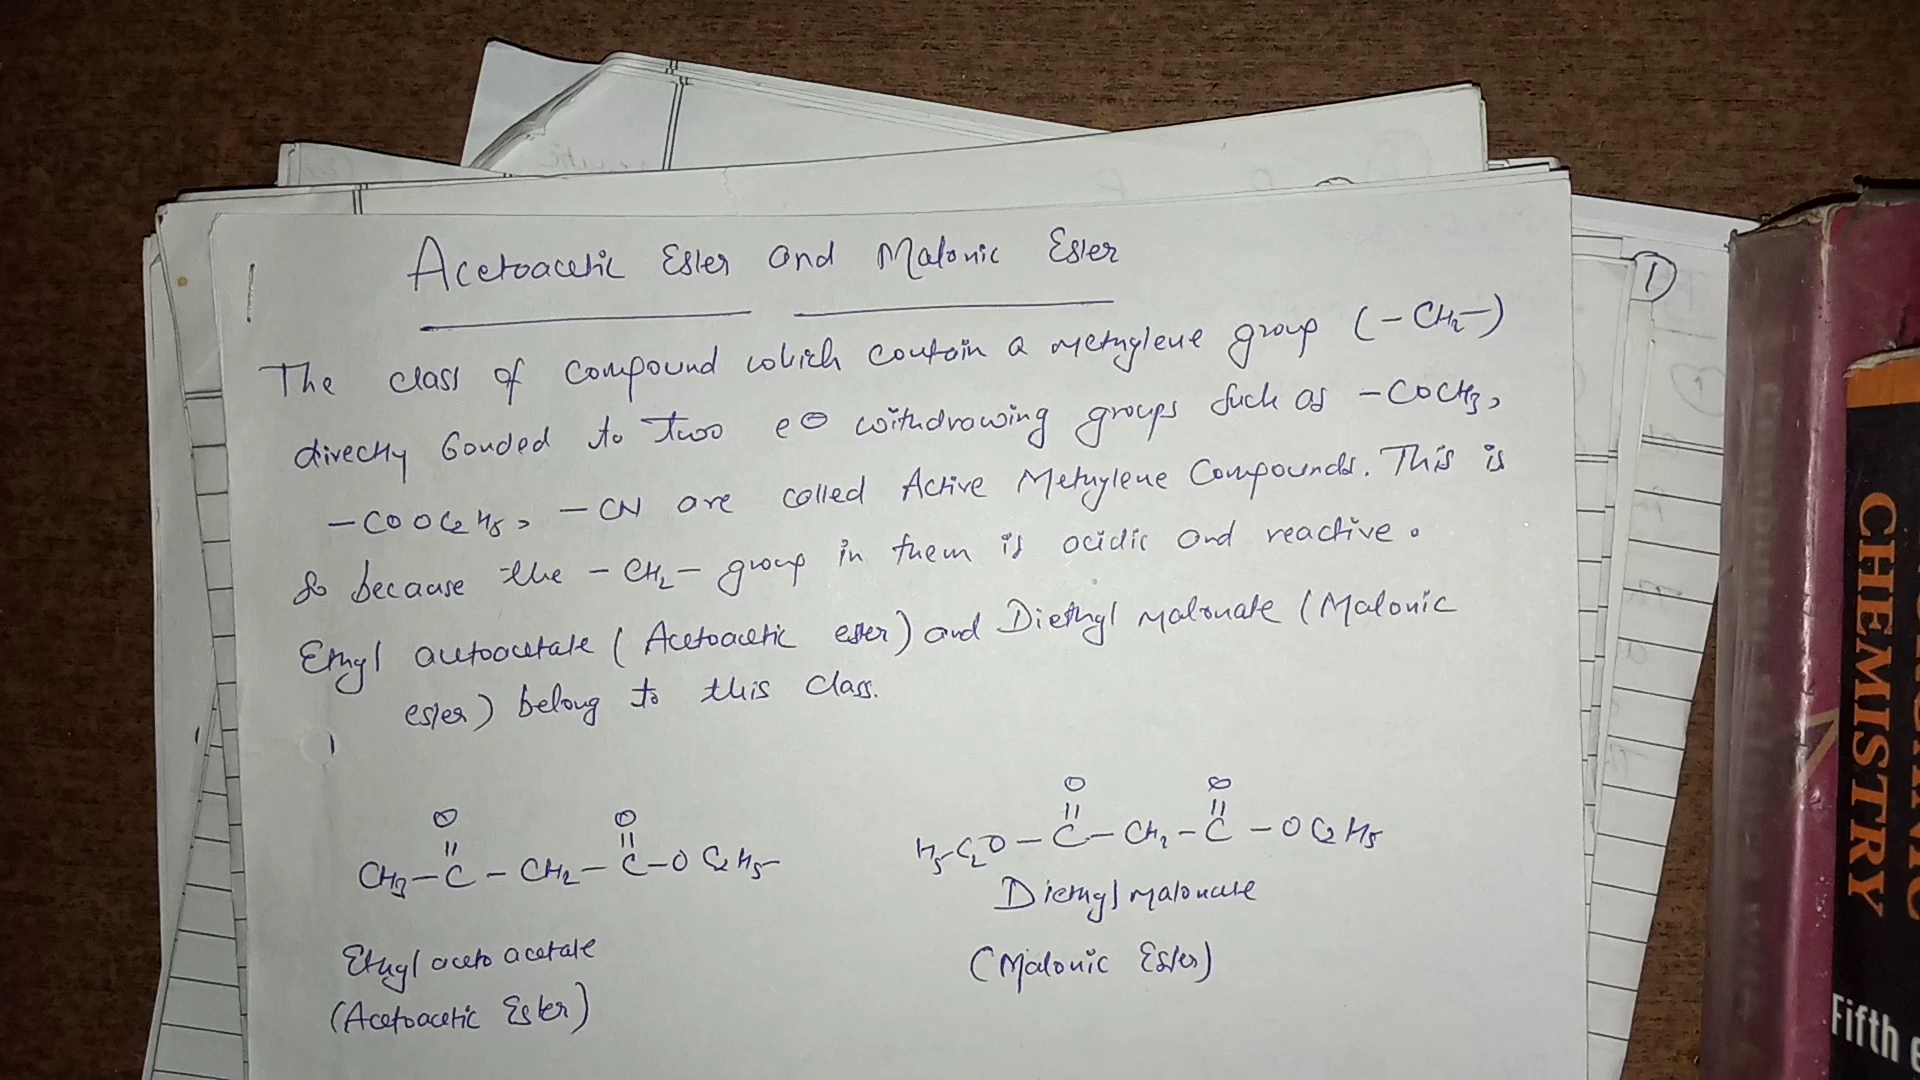 Acetoacetic Ester and Malonic Ester
The class of compound which contain a methylene group (-CH₂-)
directly bonded to two e⊖ withdrawing groups such as -COCH₃,
-COOC₂H₅, -CN are called Active Methylene Compounds. This is
so because the -CH₂- group in them is acidic and reactive.
Ethyl acetoacetate (Acetoacetic ester) and Diethyl malonate (Malonic
ester) belong to this class.
O O
|| ||
CH₃-C-CH₂-C-OC₂H₅
Ethyl aceto acetate
(Acetoacetic Ester)
O O
|| ||
H₅C₂O-C-CH₂-C-OC₂H₅
Diethyl malonate
(Malonic Ester)
1
CHEMISTRY
Fifth